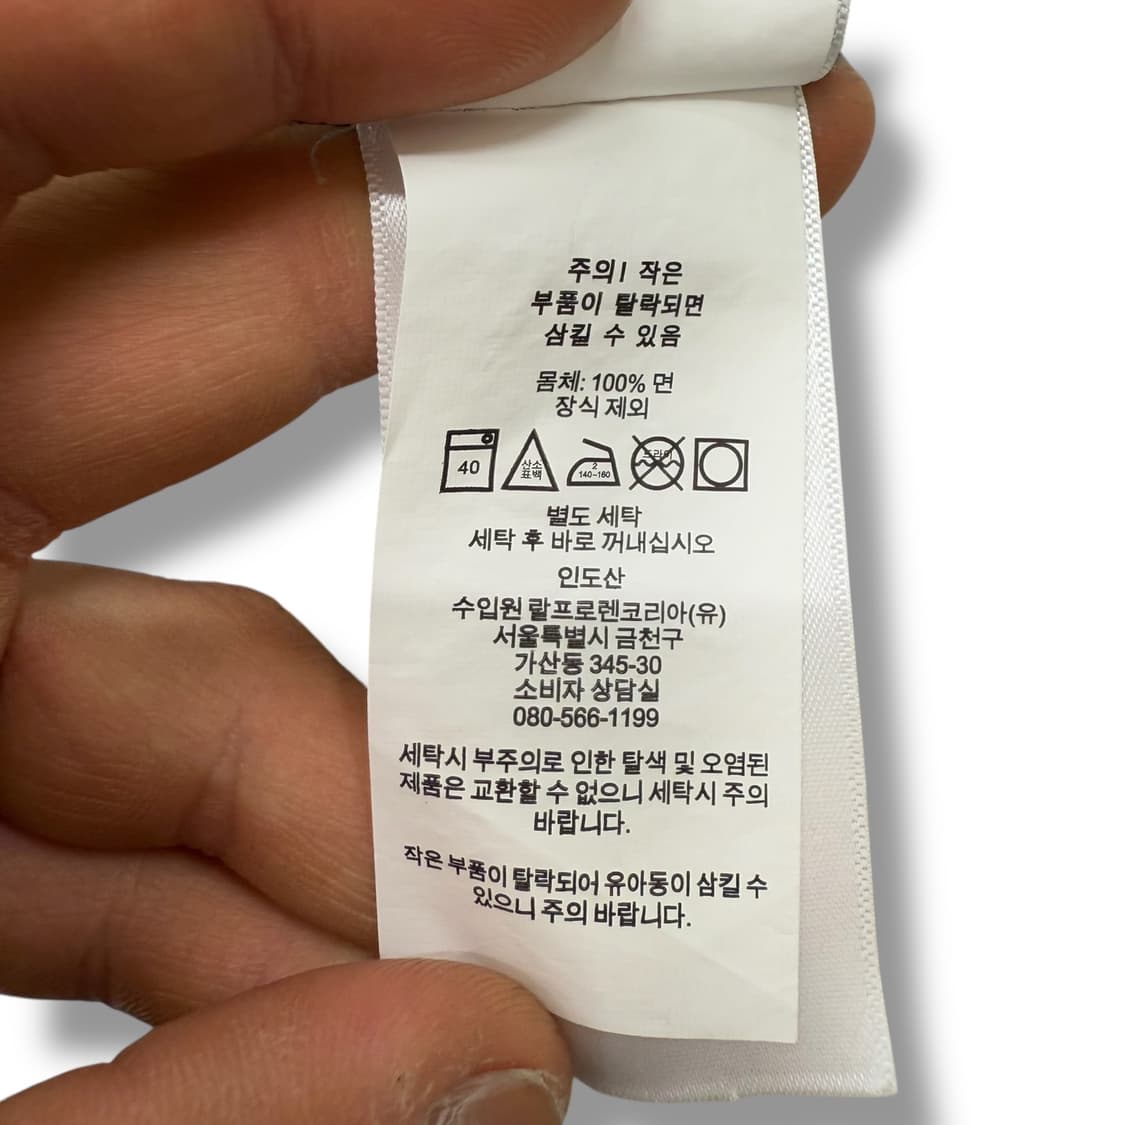 주의! 작은
부품이 탈락되면
삼킬 수 있음
몸체: 100% 면
장식 제외
40
산소
표백
2
140~160
드라이
별도 세탁
세탁 후 바로 꺼내십시오
인도산
수입원 랄프로렌코리아(유)
서울특별시 금천구
가산동 345-30
소비자 상담실
080-566-1199
세탁시 부주의로 인한 탈색 및 오염된
제품은 교환할 수 없으니 세탁시 주의
바랍니다.
작은 부품이 탈락되어 유아동이 삼킬 수
있으니 주의 바랍니다.